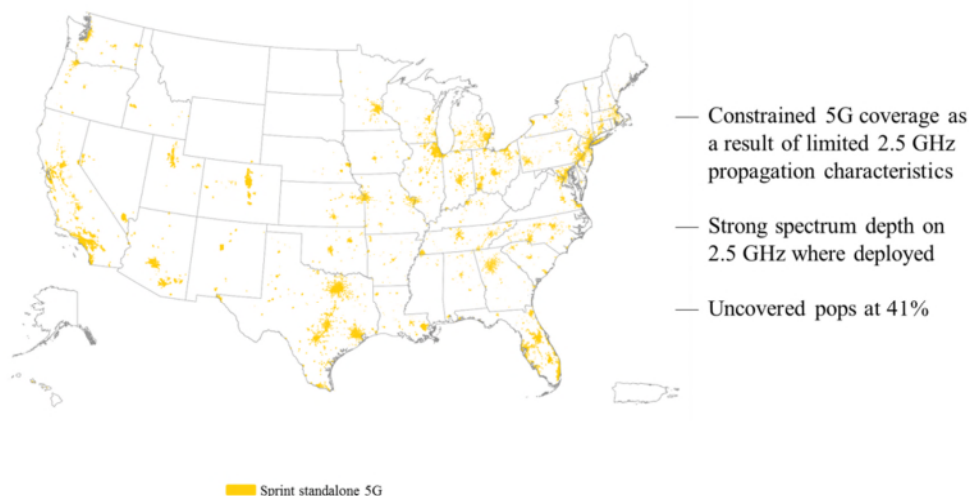 — Constrained 5G coverage as
a result of limited 2.5 GHz
propagation characteristics
— Strong spectrum depth on
2.5 GHz where deployed
— Uncovered pops at 41%
Sprint standalone 5G